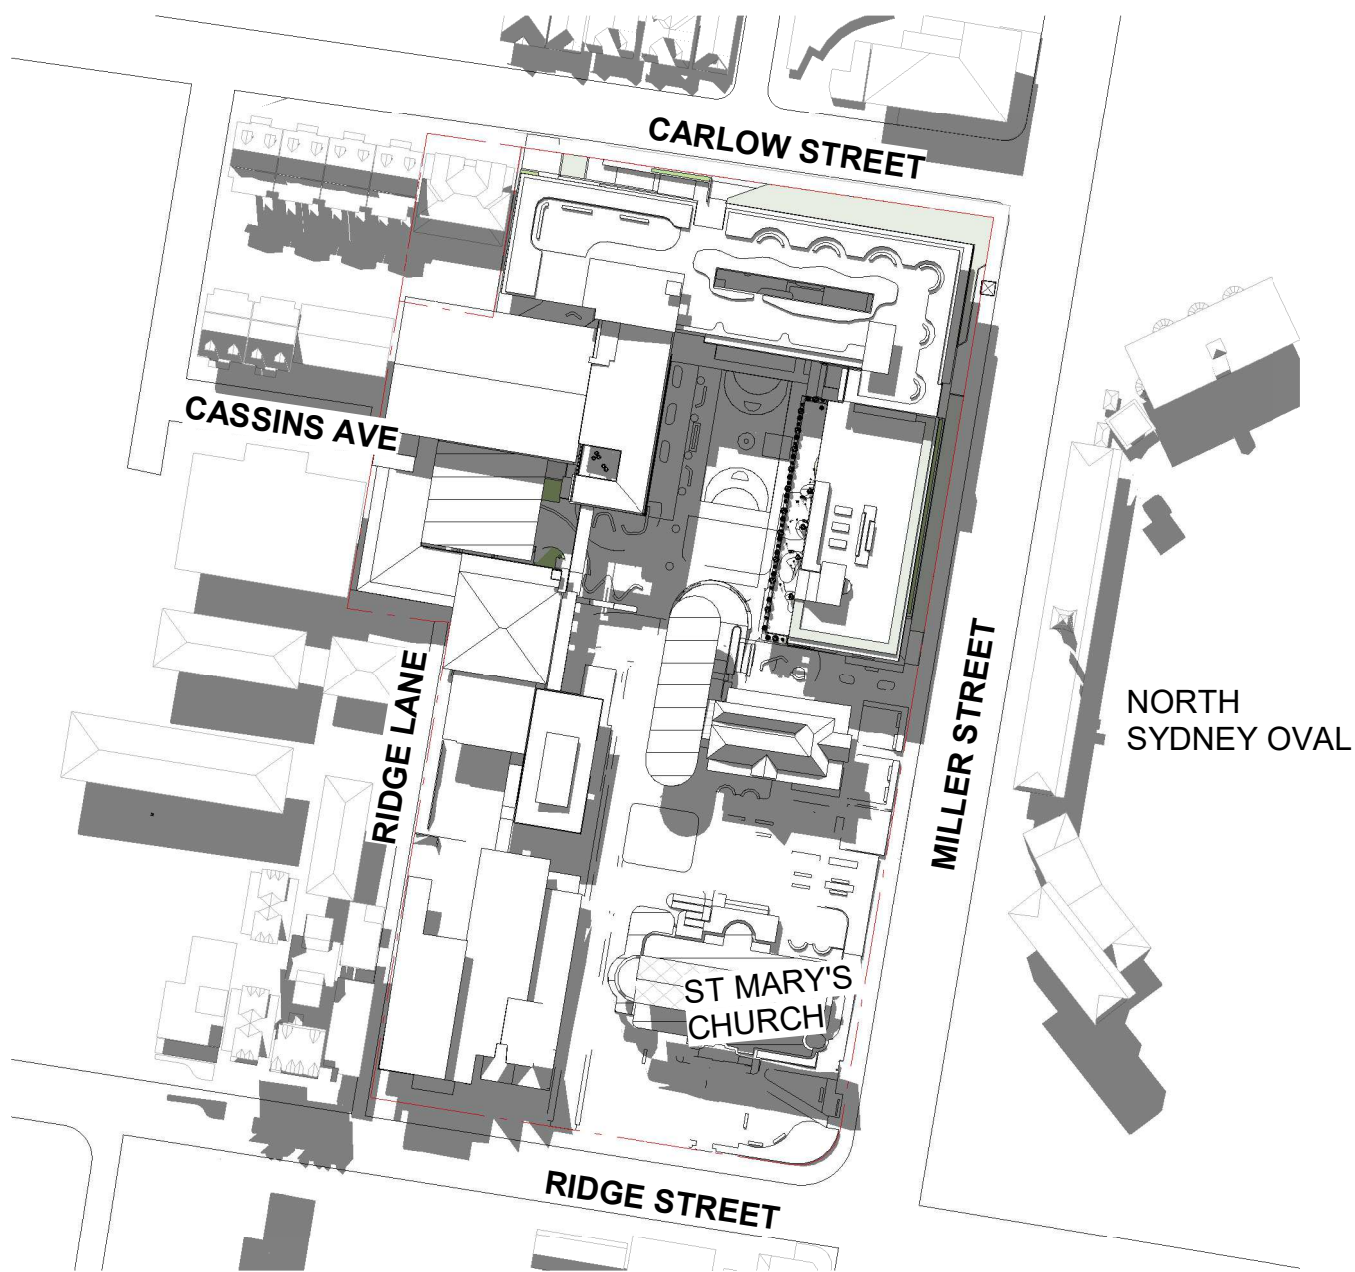 CARLOW STREET
CASSINS AVE
RIDGE LANE
MILLER STREET
NORTH
SYDNEY OVAL
ST MARY'S
CHURCH
RIDGE STREET